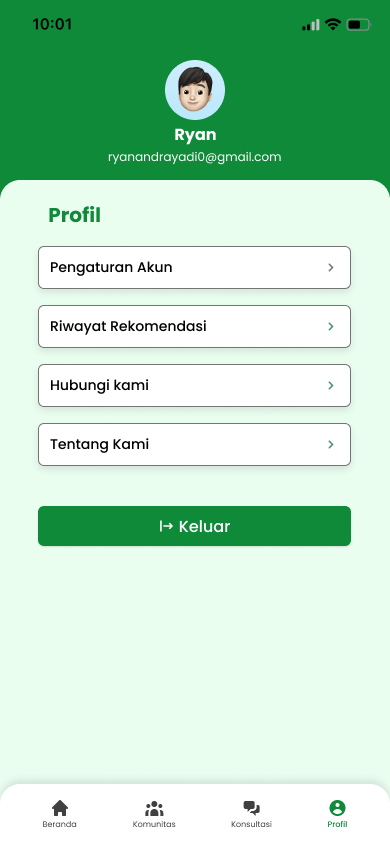 10:01
Ryan
ryanandrayadi0@gmail.com
Profil
Pengaturan Akun
Riwayat Rekomendasi
Hubungi kami
Tentang Kami
Keluar
Beranda
Komunitas
Konsultasi
Profil